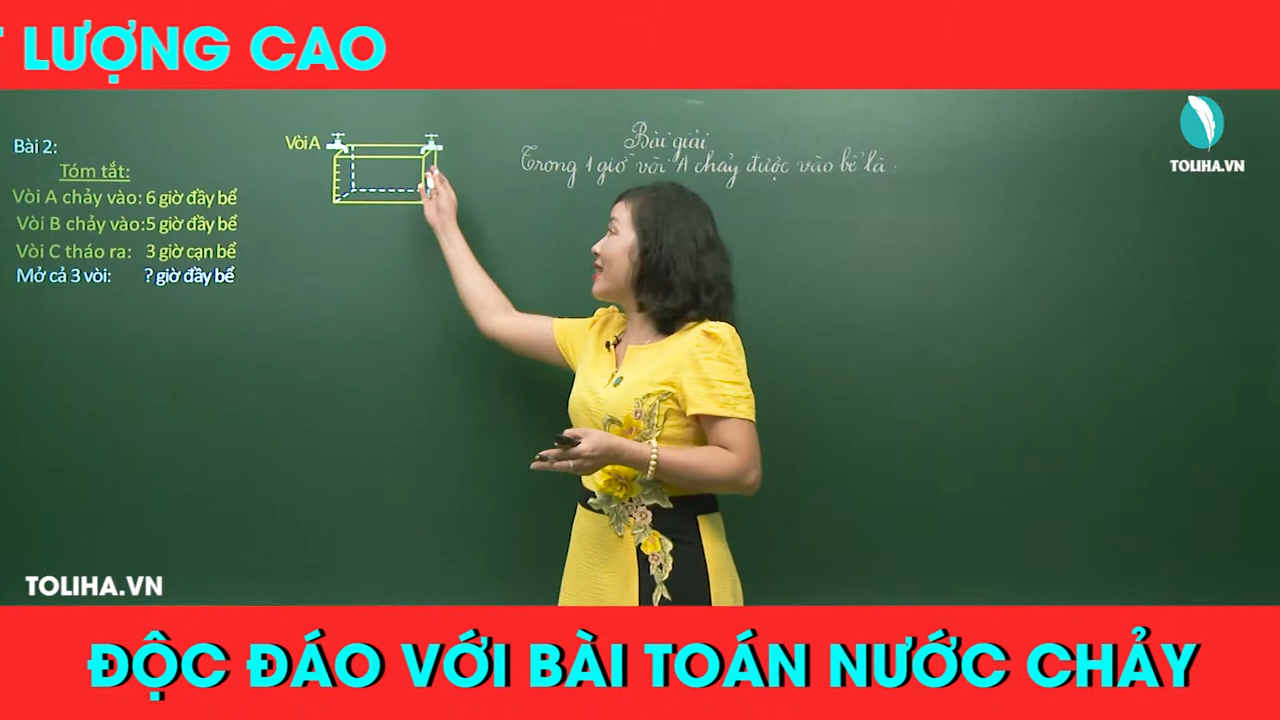 LƯỢNG CAO
TOLIHA.VN
Bài 2:
Tóm tắt:
Vòi A chảy vào: 6 giờ đầy bể
Vòi B chảy vào:5 giờ đầy bể
Vòi C tháo ra: 3 giờ cạn bể
Mở cả 3 vòi: ? giờ đầy bể
Vòi A
Bài giải
Trong 1 giờ vòi A chảy được vào bể là :
TOLIHA.VN
ĐỘC ĐÁO VỚI BÀI TOÁN NƯỚC CHẢY